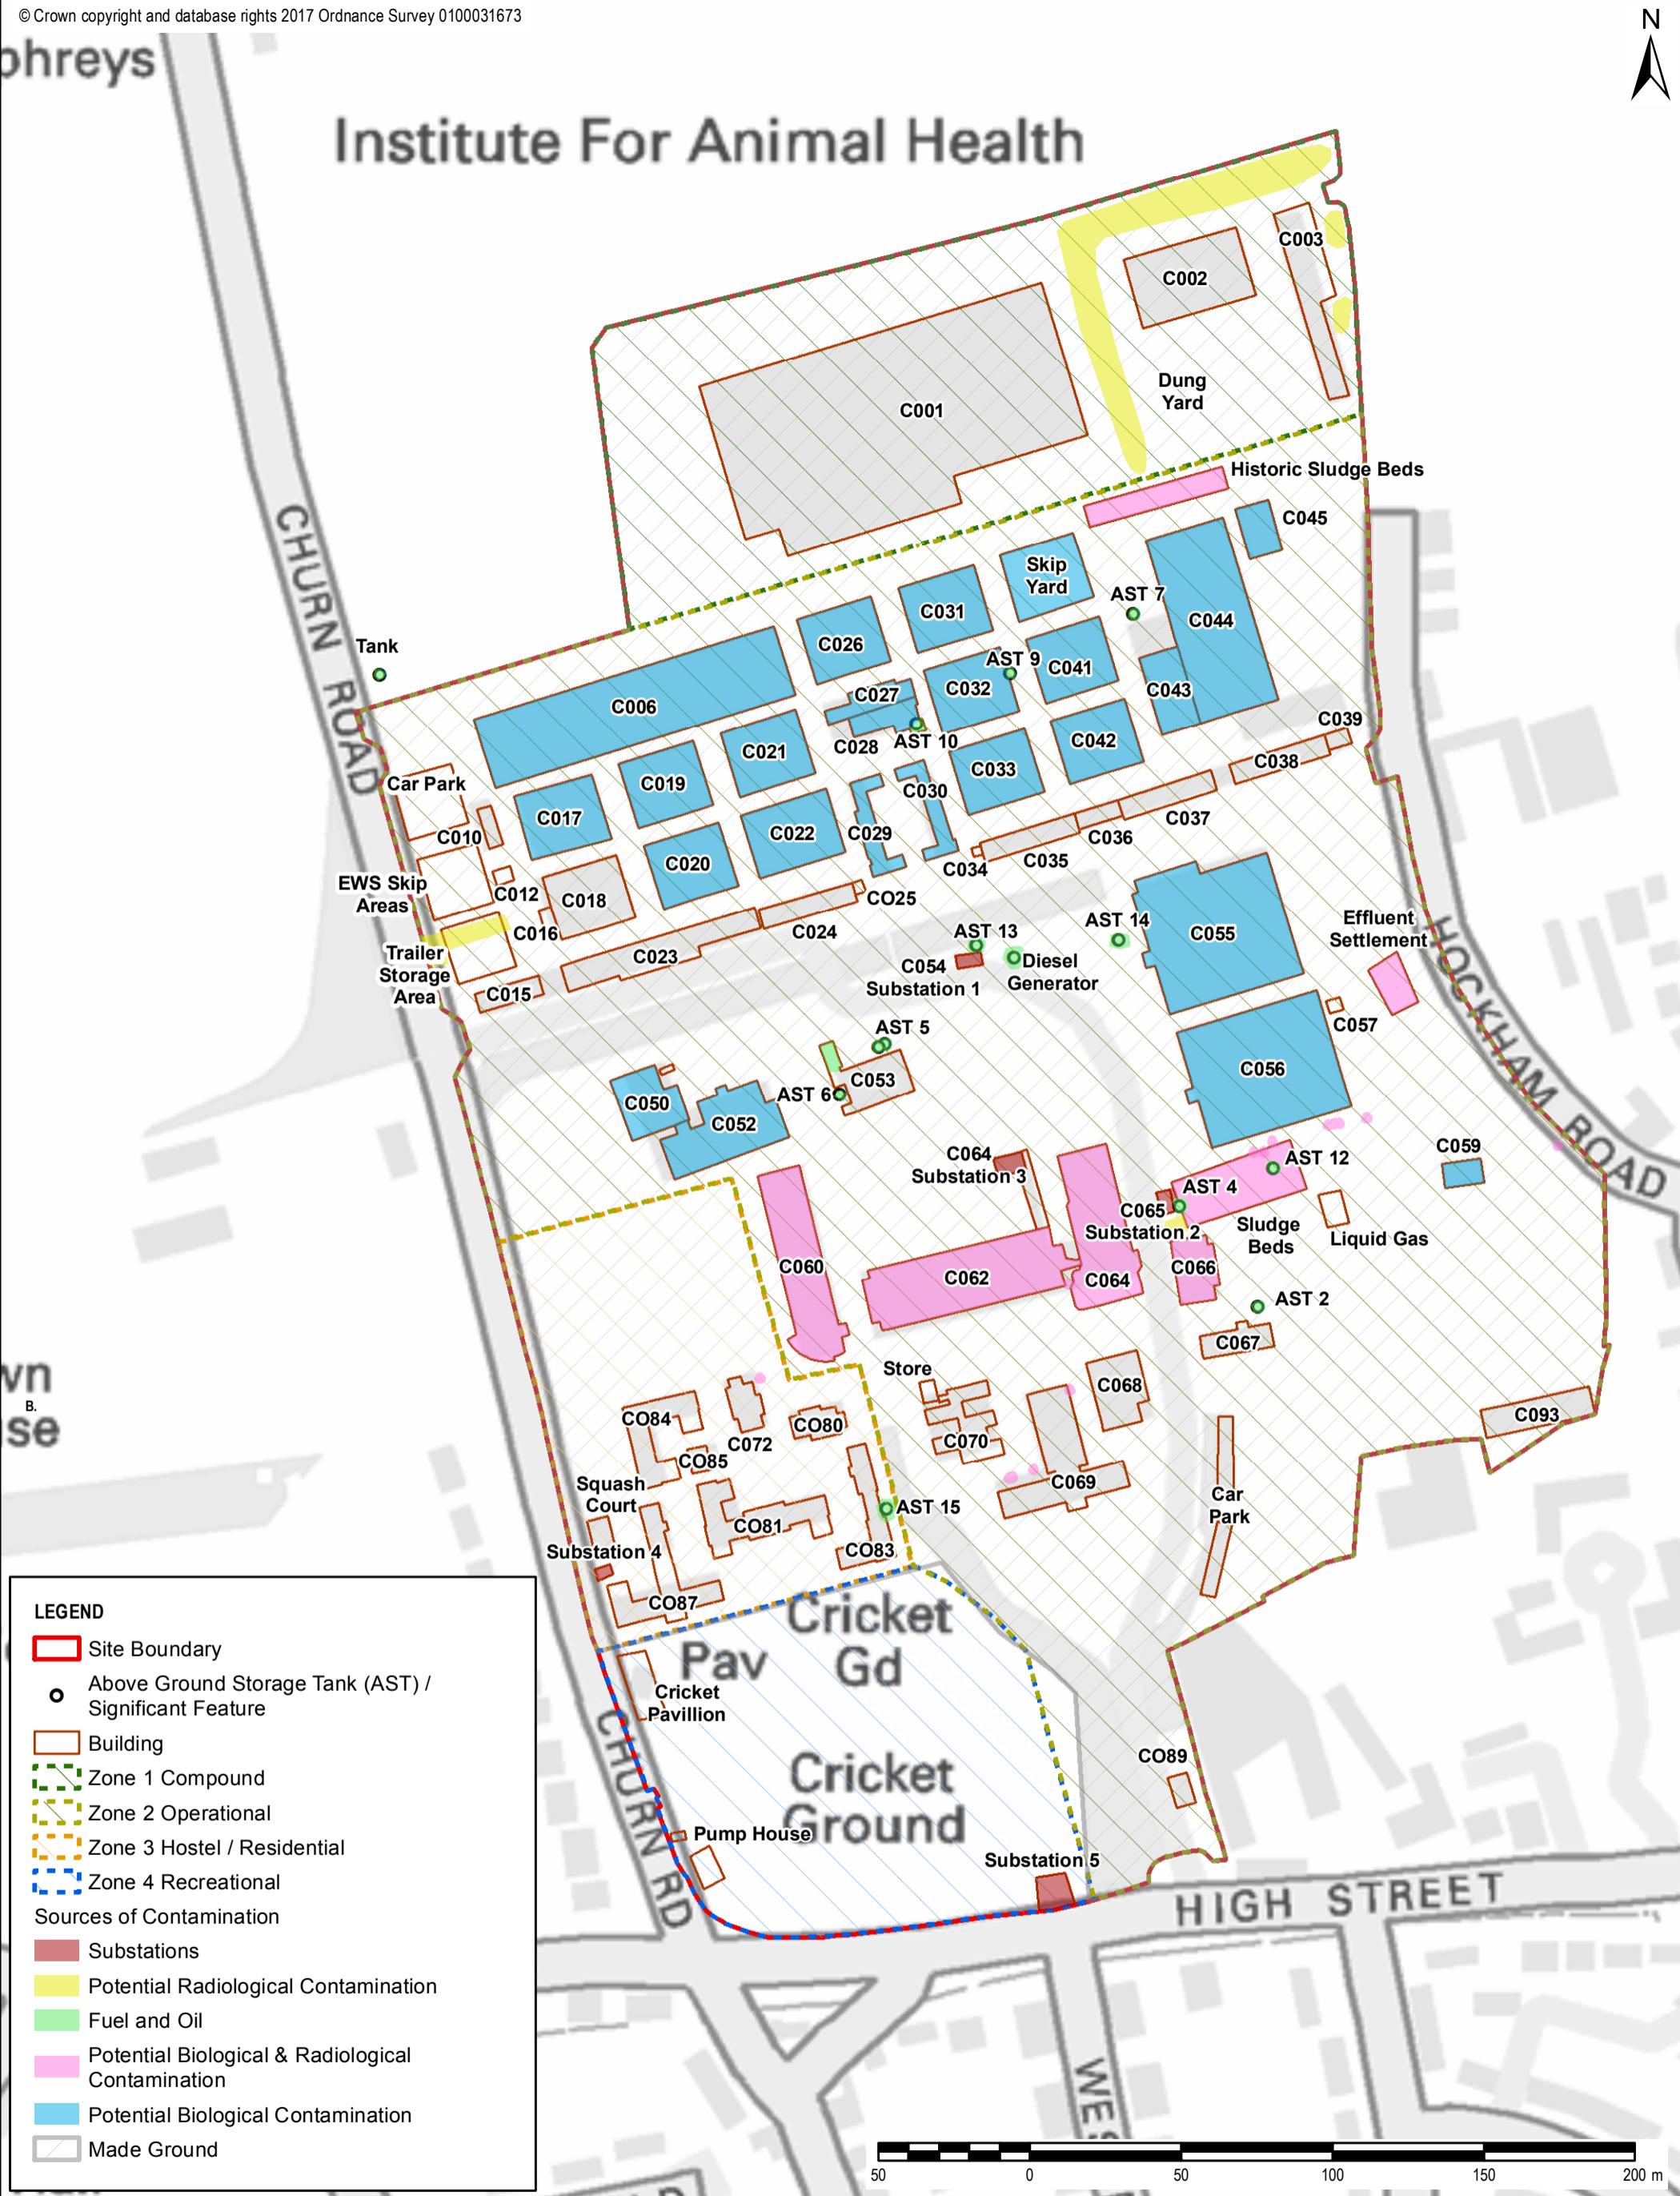 © Crown copyright and database rights 2017 Ordnance Survey 0100031673
N
phreys
Institute For Animal Health
C003
C002
Dung
Yard
C001
Historic Sludge Beds
C045
CHURN ROAD
Skip
Yard
AST 7
C031
C044
C026
Tank
AST 9
C041
C032
C043
C027
C006
C039
C028
AST 10
C042
C021
C038
C033
Car Park
C019
C030
C017
C037
C010
C022
C029
C036
C020
C035
C034
EWS Skip
Areas
C012
C018
CO25
C016
C024
AST 14
Effluent
Settlement
AST 13
C055
Trailer
Storage
Area
C023
C054
Substation 1
Diesel
Generator
C015
HOCKHAM ROAD
C057
AST 5
C056
C053
AST 6
C050
C052
C064
Substation 3
AST 12
C059
AST 4
C065
Substation 2
Sludge
Beds
Liquid Gas
C060
C066
C062
C064
AST 2
C067
Store
C068
wn
B.
se
C093
CO84
CO80
C070
C072
CO85
C069
Squash
Court
Car
Park
AST 15
CO81
Substation 4
CO83
CO87
Cricket
Gd
Pav
Cricket
Pavillion
CHURN RD
CO89
Cricket
Ground
Pump House
Substation 5
HIGH STREET
WES
LEGEND
Site Boundary
Above Ground Storage Tank (AST) /
Significant Feature
Building
Zone 1 Compound
Zone 2 Operational
Zone 3 Hostel / Residential
Zone 4 Recreational
Sources of Contamination
Substations
Potential Radiological Contamination
Fuel and Oil
Potential Biological & Radiological
Contamination
Potential Biological Contamination
Made Ground
50 0 50 100 150 200 m